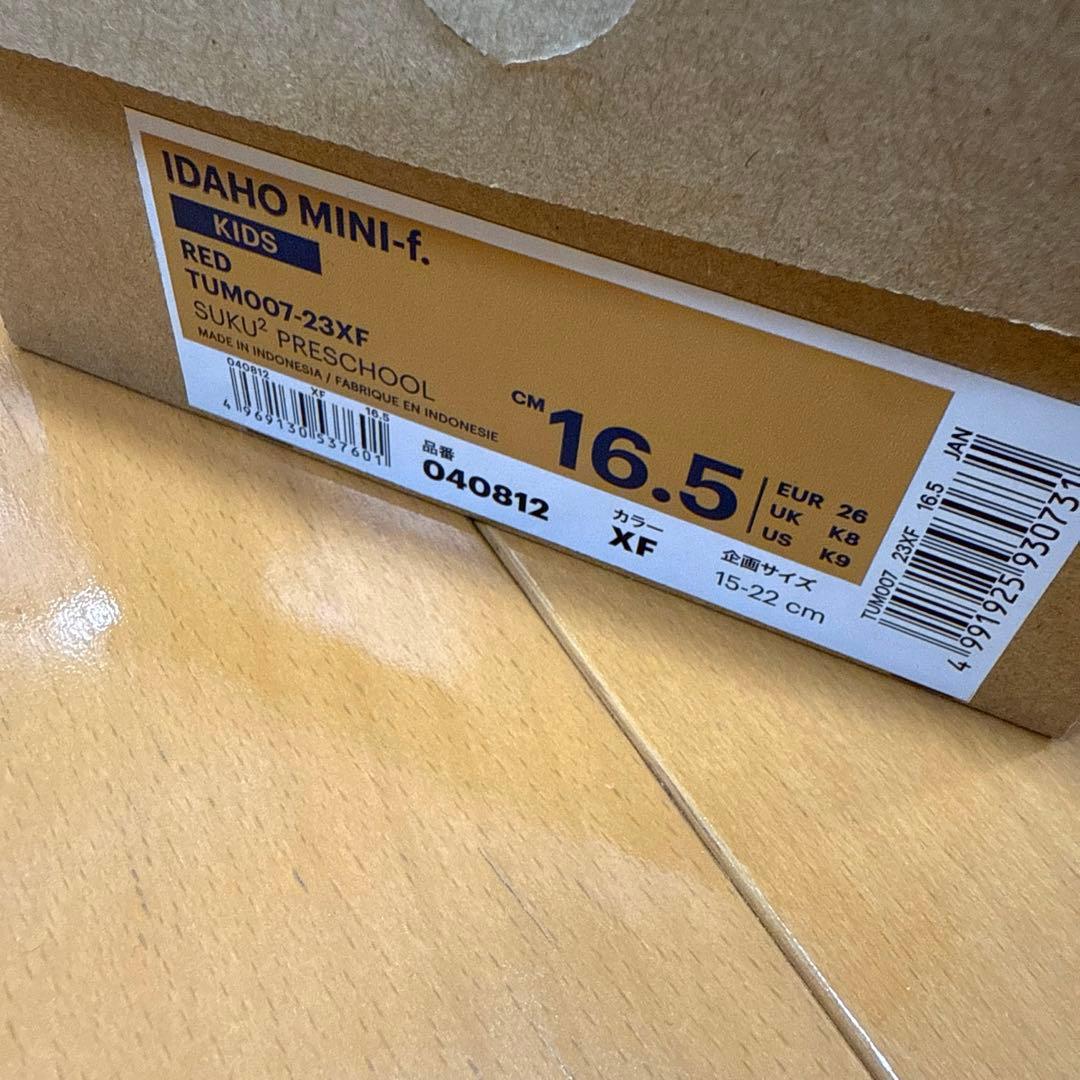 IDAHO MINI-f.
KIDS
RED
TUM007-23XF
SUKU² PRESCHOOL
MADE IN INDONESIA / FABRIQUE EN INDONESIE
040812 XF 16.5
4 969130 537601
品番
040812
CM 16.5
EUR 26
UK K8
US K9
カラー
XF
企画サイズ
15-22 cm
TUM007 23XF 16.5 JAN
4 991925 930731